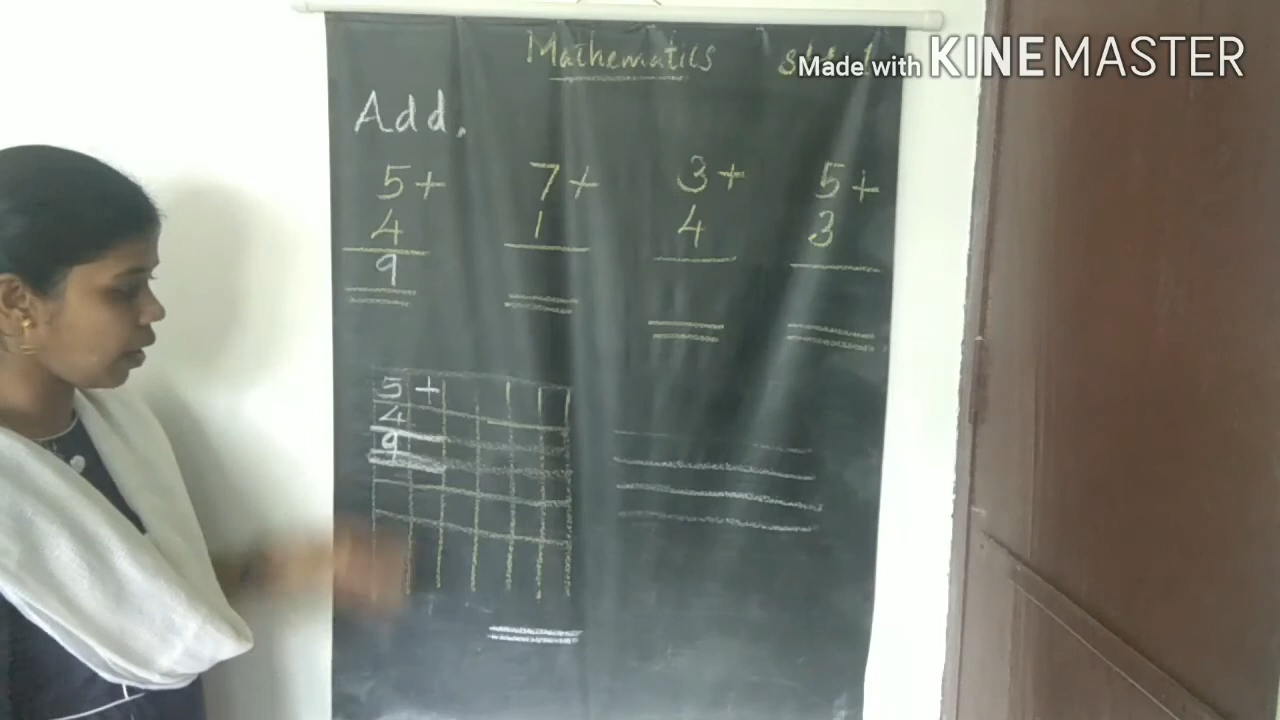 Mathematics
Made with KINEMASTER
Add.
5+ 7+ 3+ 5+
4 1 4 3
9
5 +
4
9